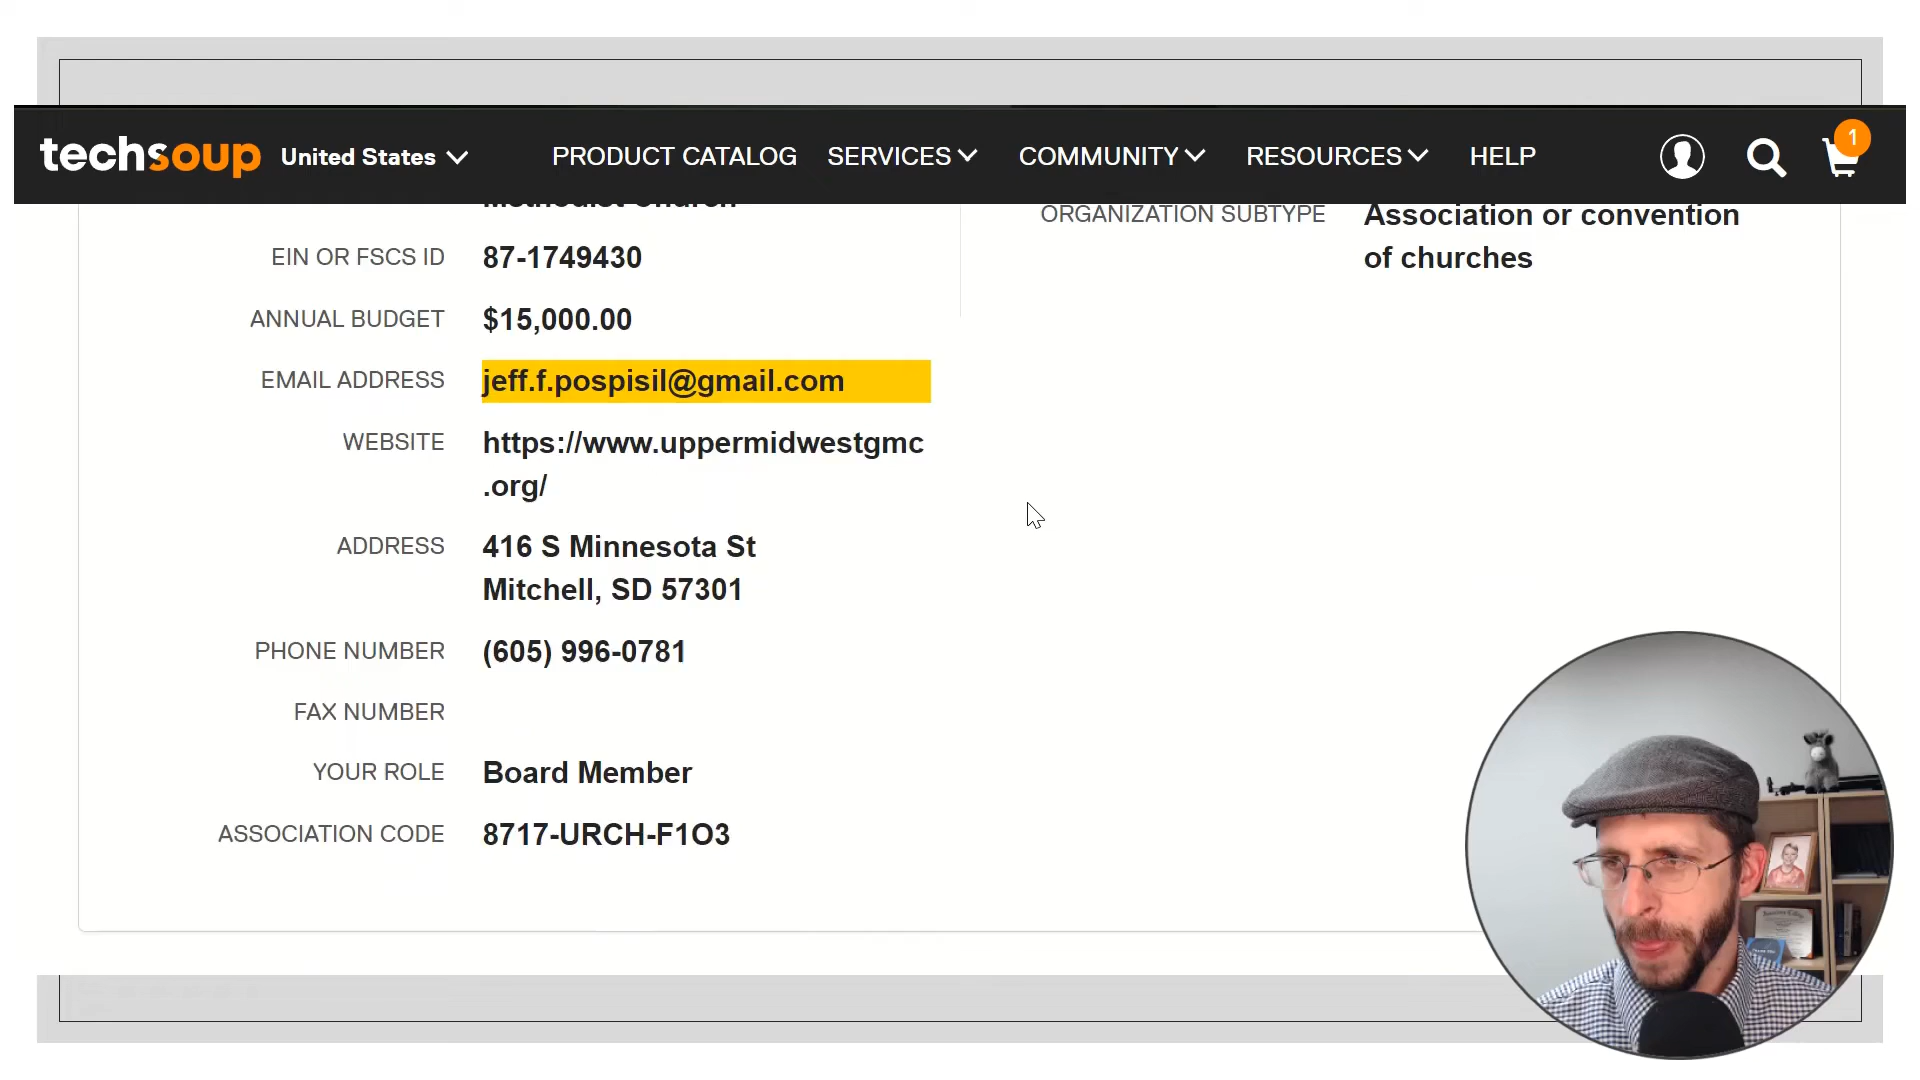 techsoup United States PRODUCT CATALOG SERVICES COMMUNITY RESOURCES HELP 1
Methodist Church
ORGANIZATION SUBTYPE Association or convention
of churches
EIN OR FSCS ID 87-1749430
ANNUAL BUDGET $15,000.00
EMAIL ADDRESS jeff.f.pospisil@gmail.com
WEBSITE https://www.uppermidwestgmc
.org/
ADDRESS 416 S Minnesota St
Mitchell, SD 57301
PHONE NUMBER (605) 996-0781
FAX NUMBER
YOUR ROLE Board Member
ASSOCIATION CODE 8717-URCH-F1O3